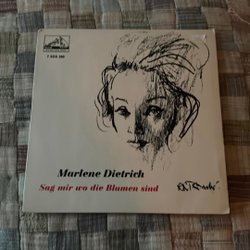 Marlene Dietrich
Sag mir wo die Blumen sind